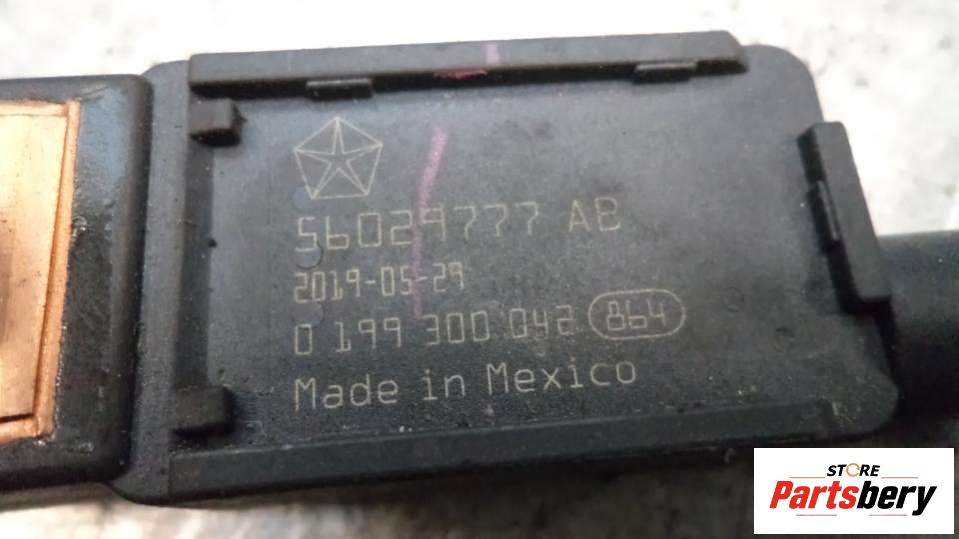 56029777 AB
2019-05-29
0 199 300 042 864
Made in Mexico
STORE
Partsbery